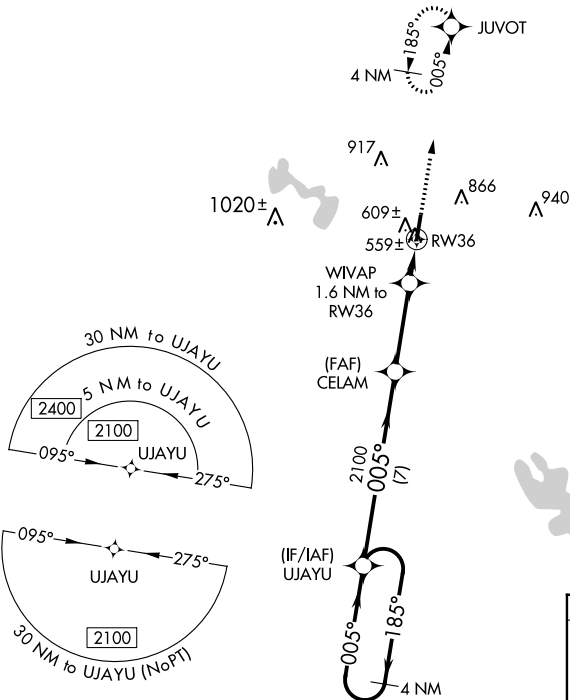 JUVOT
185°
005°
4 NM
917
866
940
1020±
609±
559±
RW36
WIVAP
1.6 NM to
RW36
(FAF)
CELAM
2100
005°
(7)
(IF/IAF)
UJAYU
005°
185°
4 NM
30 NM to UJAYU
2400
5 NM to UJAYU
2100
UJAYU
095°
275°
095°
275°
UJAYU
2100
30 NM to UJAYU (NoPT)